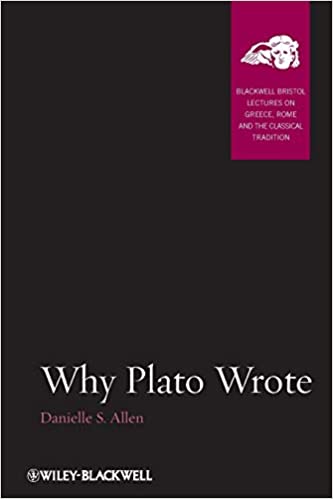 BLACKWELL BRISTOL
LECTURES ON
GREECE, ROME
AND THE CLASSICAL
TRADITION
Why Plato Wrote
Danielle S. Allen
WILEY-BLACKWELL